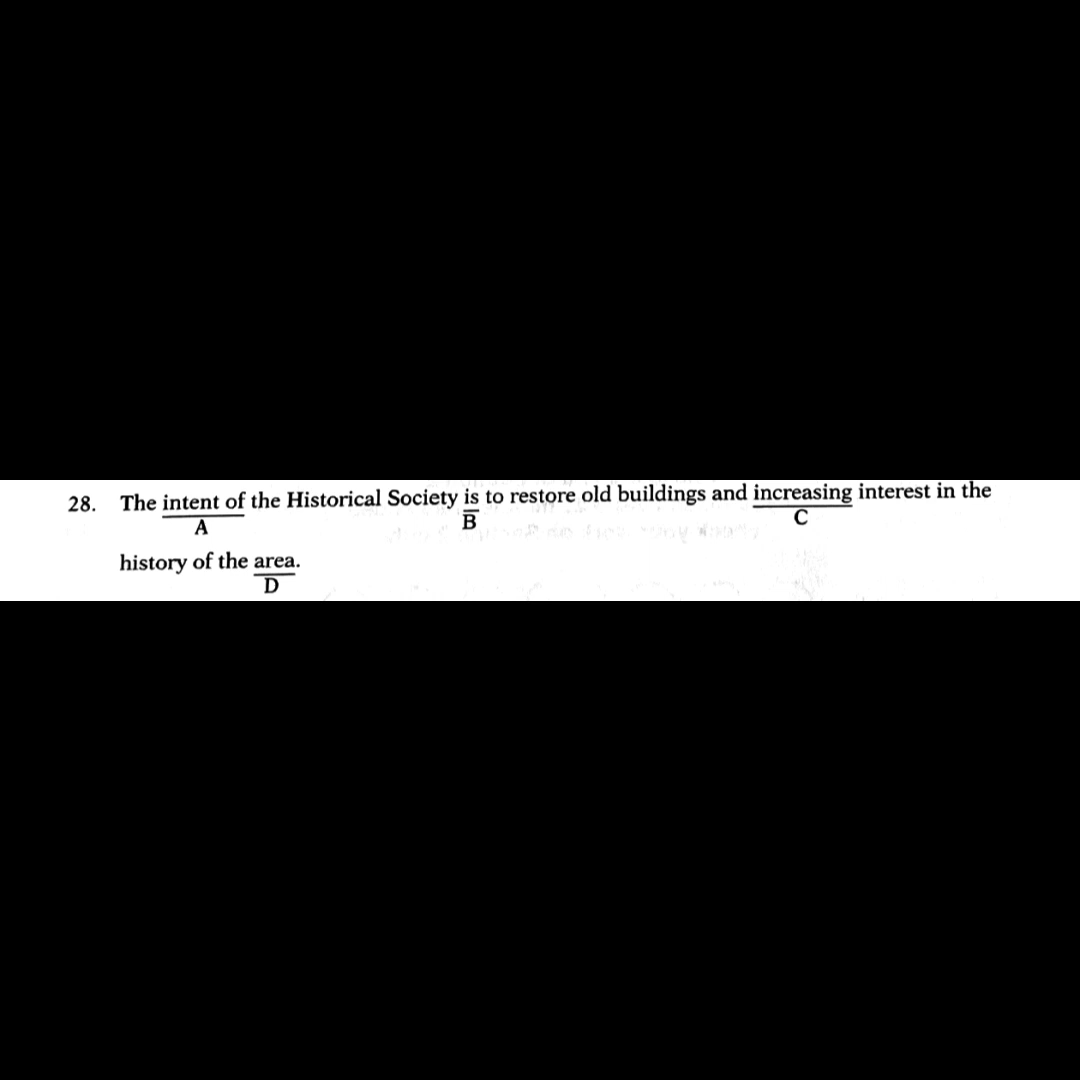 28. The intent of the Historical Society is to restore old buildings and increasing interest in the
A B C
history of the area.
D